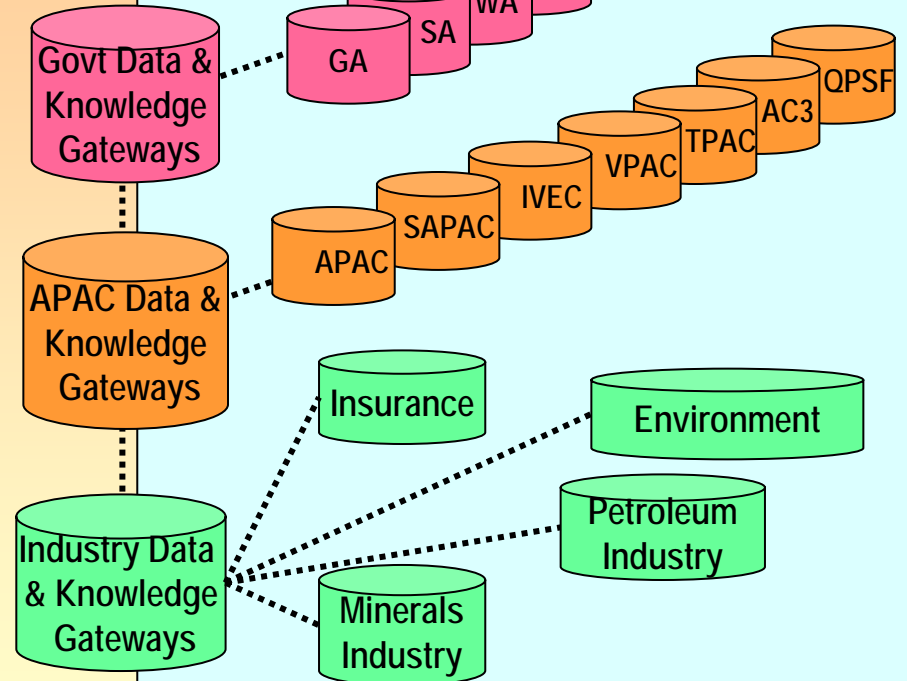 WA
SA
GA
Govt Data &
Knowledge
Gateways
QPSF
AC3
TPAC
VPAC
IVEC
SAPAC
APAC
APAC Data &
Knowledge
Gateways
Insurance
Environment
Petroleum
Industry
Industry Data
& Knowledge
Gateways
Minerals
Industry